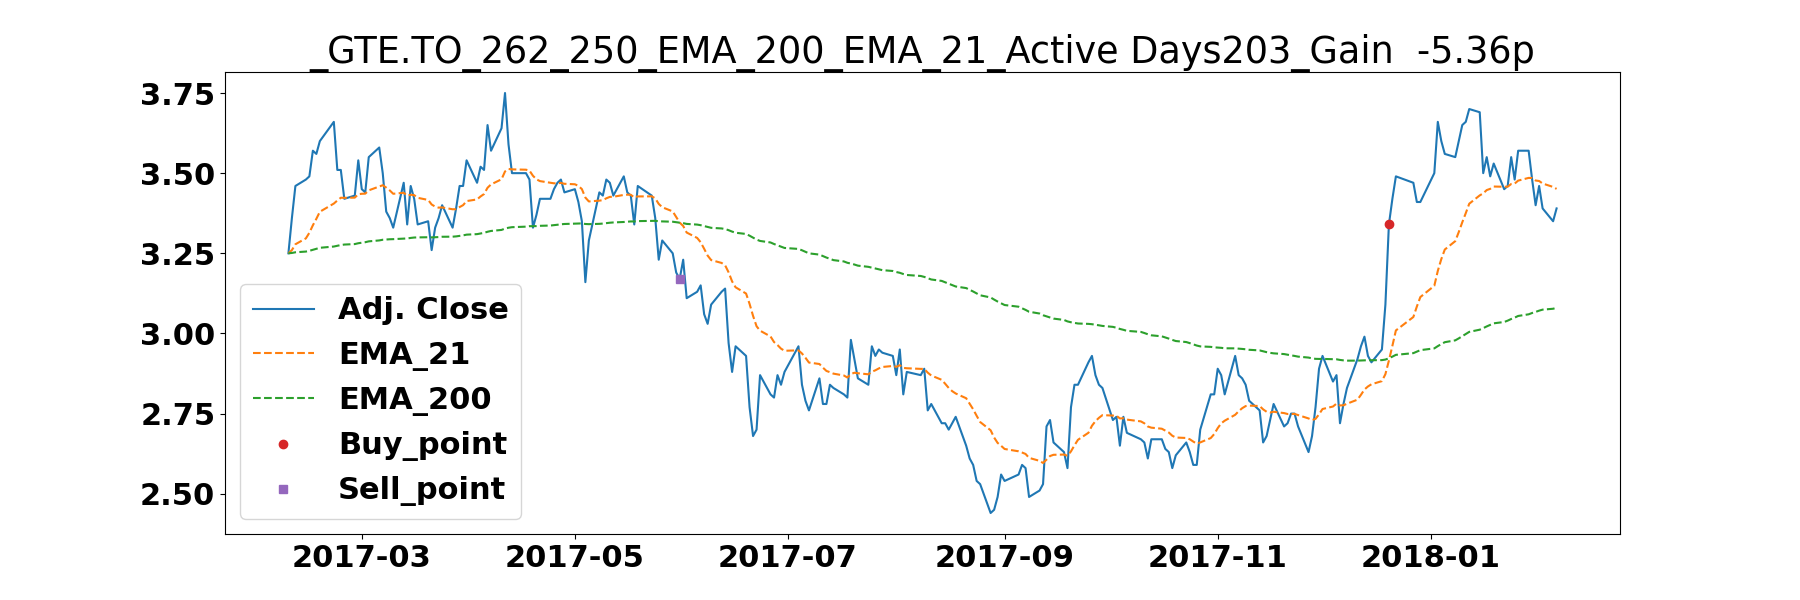 _GTE.TO_262_250_EMA_200_EMA_21_Active Days203_Gain  -5.36p
3.75
3.50
3.25
3.00
2.75
2.50
Adj. Close
EMA_21
EMA_200
Buy_point
Sell_point
2017-03 2017-05 2017-07 2017-09 2017-11 2018-01